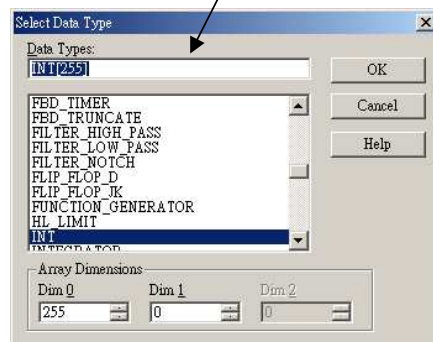 Select Data Type
Data Types:
INT[255]
OK
FBD_TIMER
FBD_TRUNCATE
FILTER_HIGH_PASS
FILTER_LOW_PASS
FILTER_NOTCH
FLIP_FLOP_D
FLIP_FLOP_JK
FUNCTION_GENERATOR
HL_LIMIT
INT
INTEGRATOR
Cancel
Help
Array Dimensions
Dim 0 Dim 1 Dim 2
255 0 0